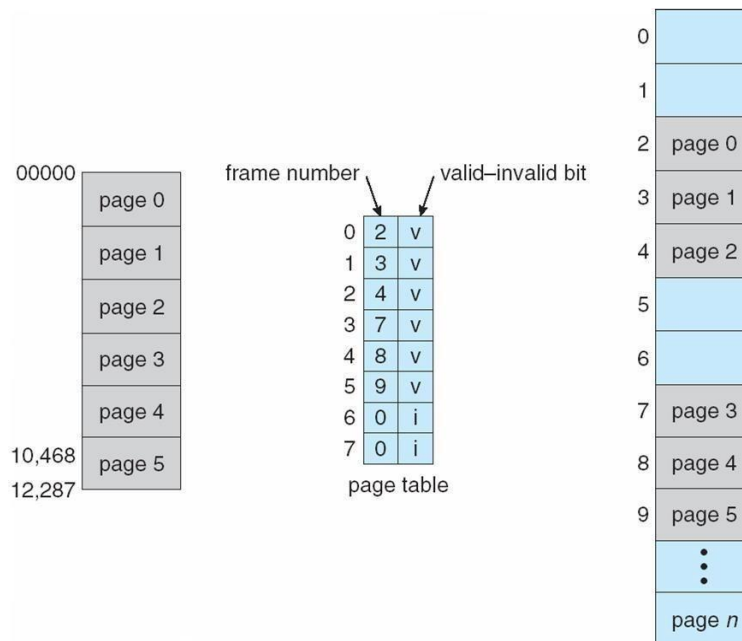 00000
page 0
page 1
page 2
page 3
page 4
10,468
page 5
12,287
frame number
valid–invalid bit
0 2 v
1 3 v
2 4 v
3 7 v
4 8 v
5 9 v
6 0 i
7 0 i
page table
0
1
2 page 0
3 page 1
4 page 2
5
6
7 page 3
8 page 4
9 page 5
page n